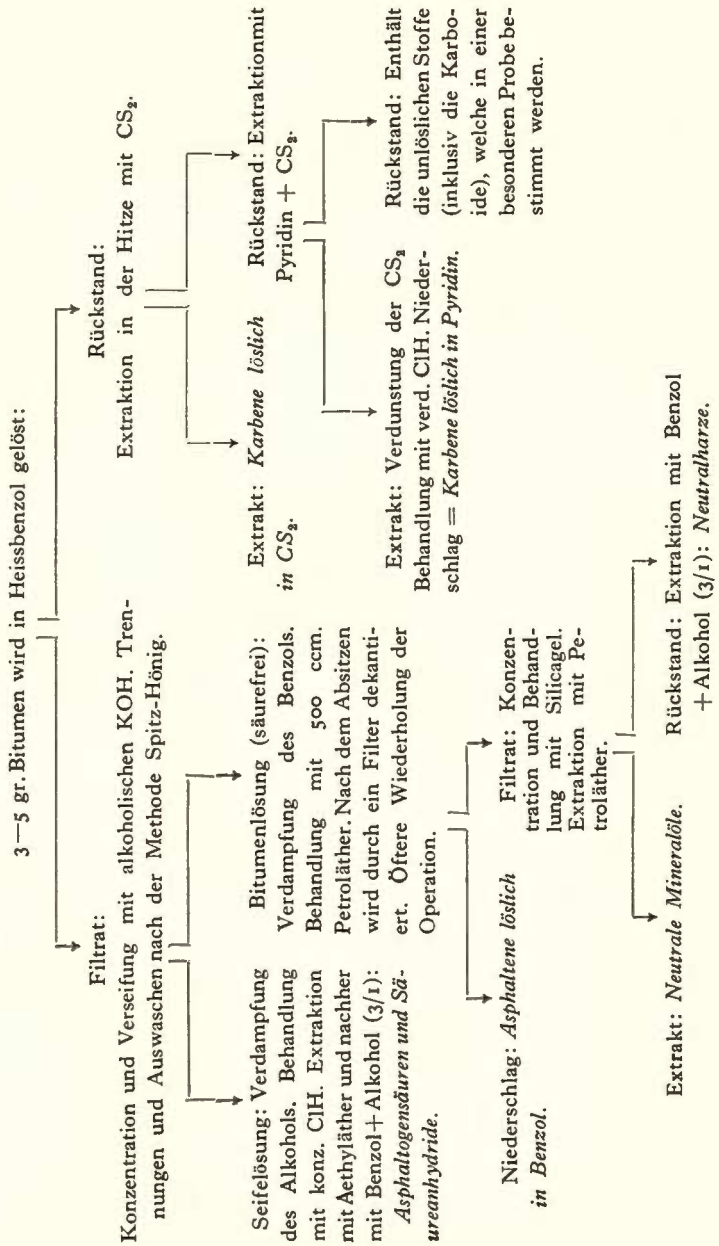 3—5 gr. Bitumen wird in Heissbenzol gelöst:
Filtrat:
Konzentration und Verseifung mit alkoholischen KOH. Tren-
nungen und Auswaschen nach der Methode Spitz-Hönig.
Rückstand:
Extraktion in der Hitze mit CS₂.
Seifelösung: Verdampfung
des Alkohols. Behandlung
mit konz. ClH. Extraktion
mit Aethyläther und nachher
mit Benzol+Alkohol (3/1):
Asphaltogensäuren und Sä-
ureanhydride.
Bitumenlösung (säurefrei):
Verdampfung des Benzols.
Behandlung mit 500 ccm.
Petroläther. Nach dem Absitzen
wird durch ein Filter dekanti-
ert. Öftere Wiederholung der
Operation.
Extrakt: Karbene löslich
in CS₂.
Rückstand: Extraktionmit
Pyridin + CS₂.
Extrakt: Verdunstung der CS₂
Behandlung mit verd. ClH. Nieder-
schlag = Karbene löslich in Pyridin.
Rückstand: Enthält
die unlöslichen Stoffe
(inklusiv die Karbo-
ide), welche in einer
besonderen Probe be-
stimmt werden.
Niederschlag: Asphaltene löslich
in Benzol.
Filtrat: Konzen-
tration und Behand-
lung mit Silicagel.
Extraktion mit Pe-
troläther.
Extrakt: Neutrale Mineralöle.
Rückstand: Extraktion mit Benzol
+Alkohol (3/1): Neutralharze.